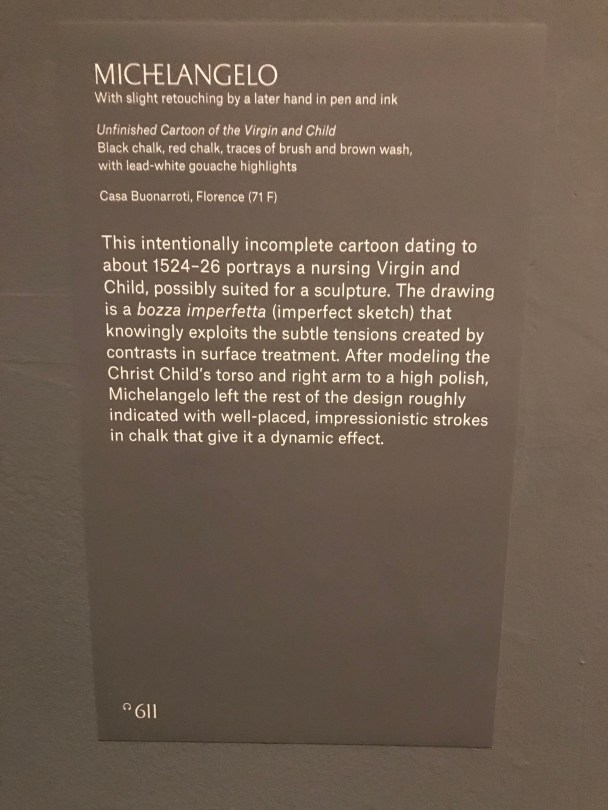 MICHELANGELO
With slight retouching by a later hand in pen and ink
Unfinished Cartoon of the Virgin and Child
Black chalk, red chalk, traces of brush and brown wash,
with lead-white gouache highlights
Casa Buonarroti, Florence (71 F)
This intentionally incomplete cartoon dating to
about 1524–26 portrays a nursing Virgin and
Child, possibly suited for a sculpture. The drawing
is a bozza imperfetta (imperfect sketch) that
knowingly exploits the subtle tensions created by
contrasts in surface treatment. After modeling the
Christ Child's torso and right arm to a high polish,
Michelangelo left the rest of the design roughly
indicated with well-placed, impressionistic strokes
in chalk that give it a dynamic effect.
611